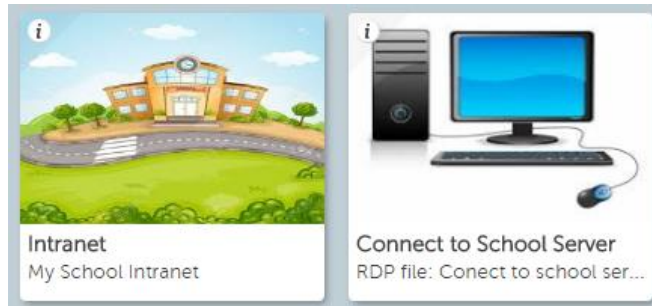 i
i
Intranet
My School Intranet
Connect to School Server
RDP file: Conect to school ser...